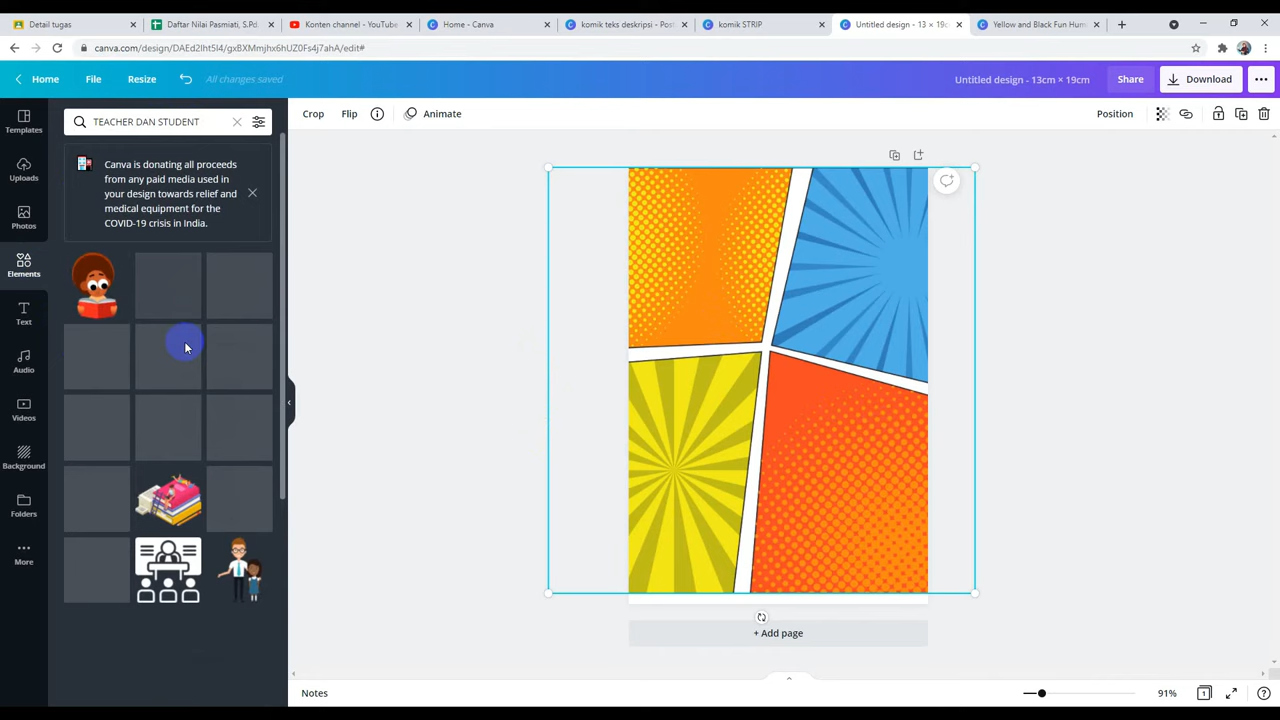 Detail tugas
Daftar Nilai Pasmiati, S.Pd.
Konten channel - YouTube
Home - Canva
komik teks deskripsi - Post
komik STRIP
Untitled design - 13 × 19c
Yellow and Black Fun Hum
canva.com/design/DAEd2Iht5l4/gxBXMmjhx6hUZ0Fs4j7ahA/edit#
Home
File
Resize
All changes saved
Untitled design - 13cm × 19cm
Share
Download
Templates
Uploads
Photos
Elements
Text
Audio
Videos
Background
Folders
More
TEACHER DAN STUDENT
Canva is donating all proceeds
from any paid media used in
your design towards relief and
medical equipment for the
COVID-19 crisis in India.
Crop
Flip
Animate
Position
+ Add page
Notes
91%
1